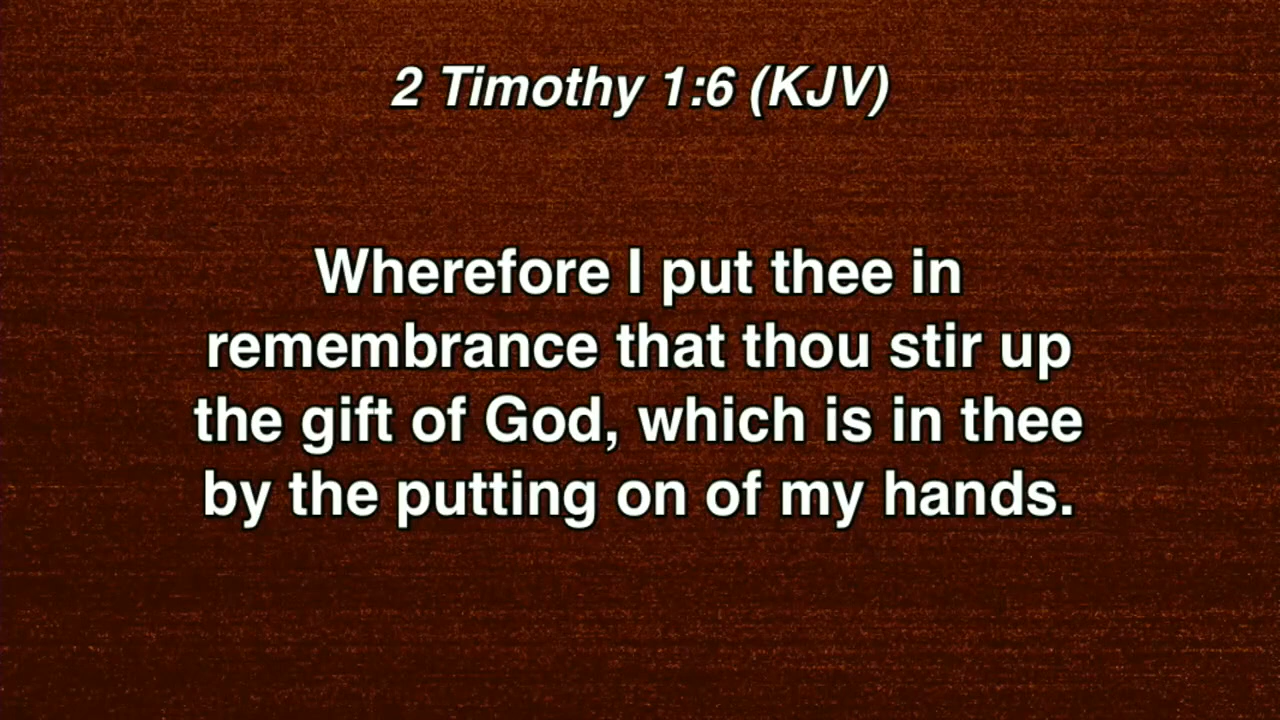 2 Timothy 1:6 (KJV)
Wherefore I put thee in
remembrance that thou stir up
the gift of God, which is in thee
by the putting on of my hands.